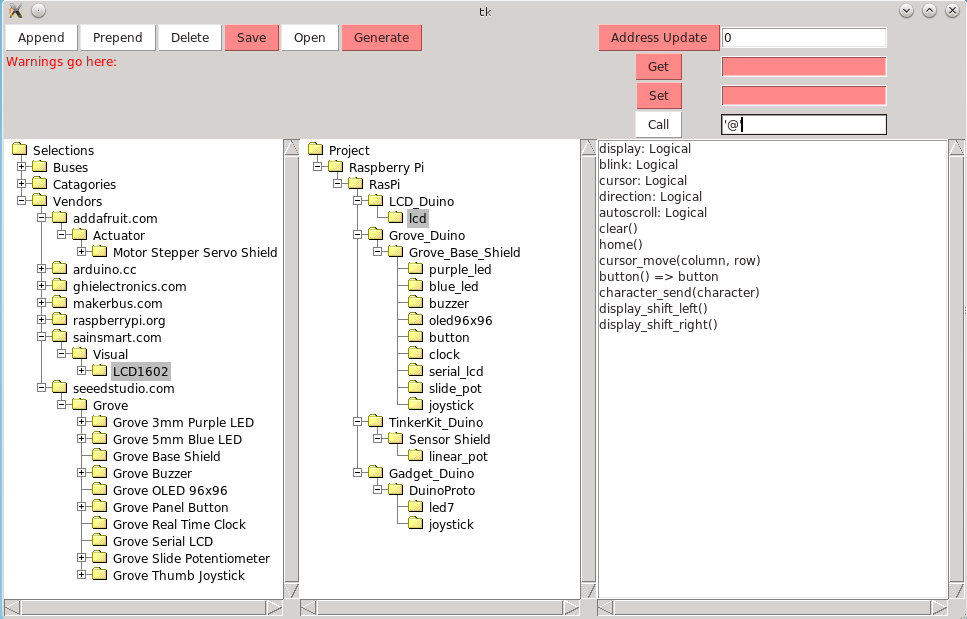 tk
Append Prepend Delete Save Open Generate Address Update 0
Warnings go here:
Get
Set
Call '@'
Selections
Buses
Catagories
Vendors
addafruit.com
Actuator
Motor Stepper Servo Shield
arduino.cc
ghielectronics.com
makerbus.com
raspberrypi.org
sainsmart.com
Visual
LCD1602
seeedstudio.com
Grove
Grove 3mm Purple LED
Grove 5mm Blue LED
Grove Base Shield
Grove Buzzer
Grove OLED 96x96
Grove Panel Button
Grove Real Time Clock
Grove Serial LCD
Grove Slide Potentiometer
Grove Thumb Joystick
Project
Raspberry Pi
RasPi
LCD_Duino
lcd
Grove_Duino
Grove_Base_Shield
purple_led
blue_led
buzzer
oled96x96
button
clock
serial_lcd
slide_pot
joystick
TinkerKit_Duino
Sensor Shield
linear_pot
Gadget_Duino
DuinoProto
led7
joystick
display: Logical
blink: Logical
cursor: Logical
direction: Logical
autoscroll: Logical
clear()
home()
cursor_move(column, row)
button() => button
character_send(character)
display_shift_left()
display_shift_right()